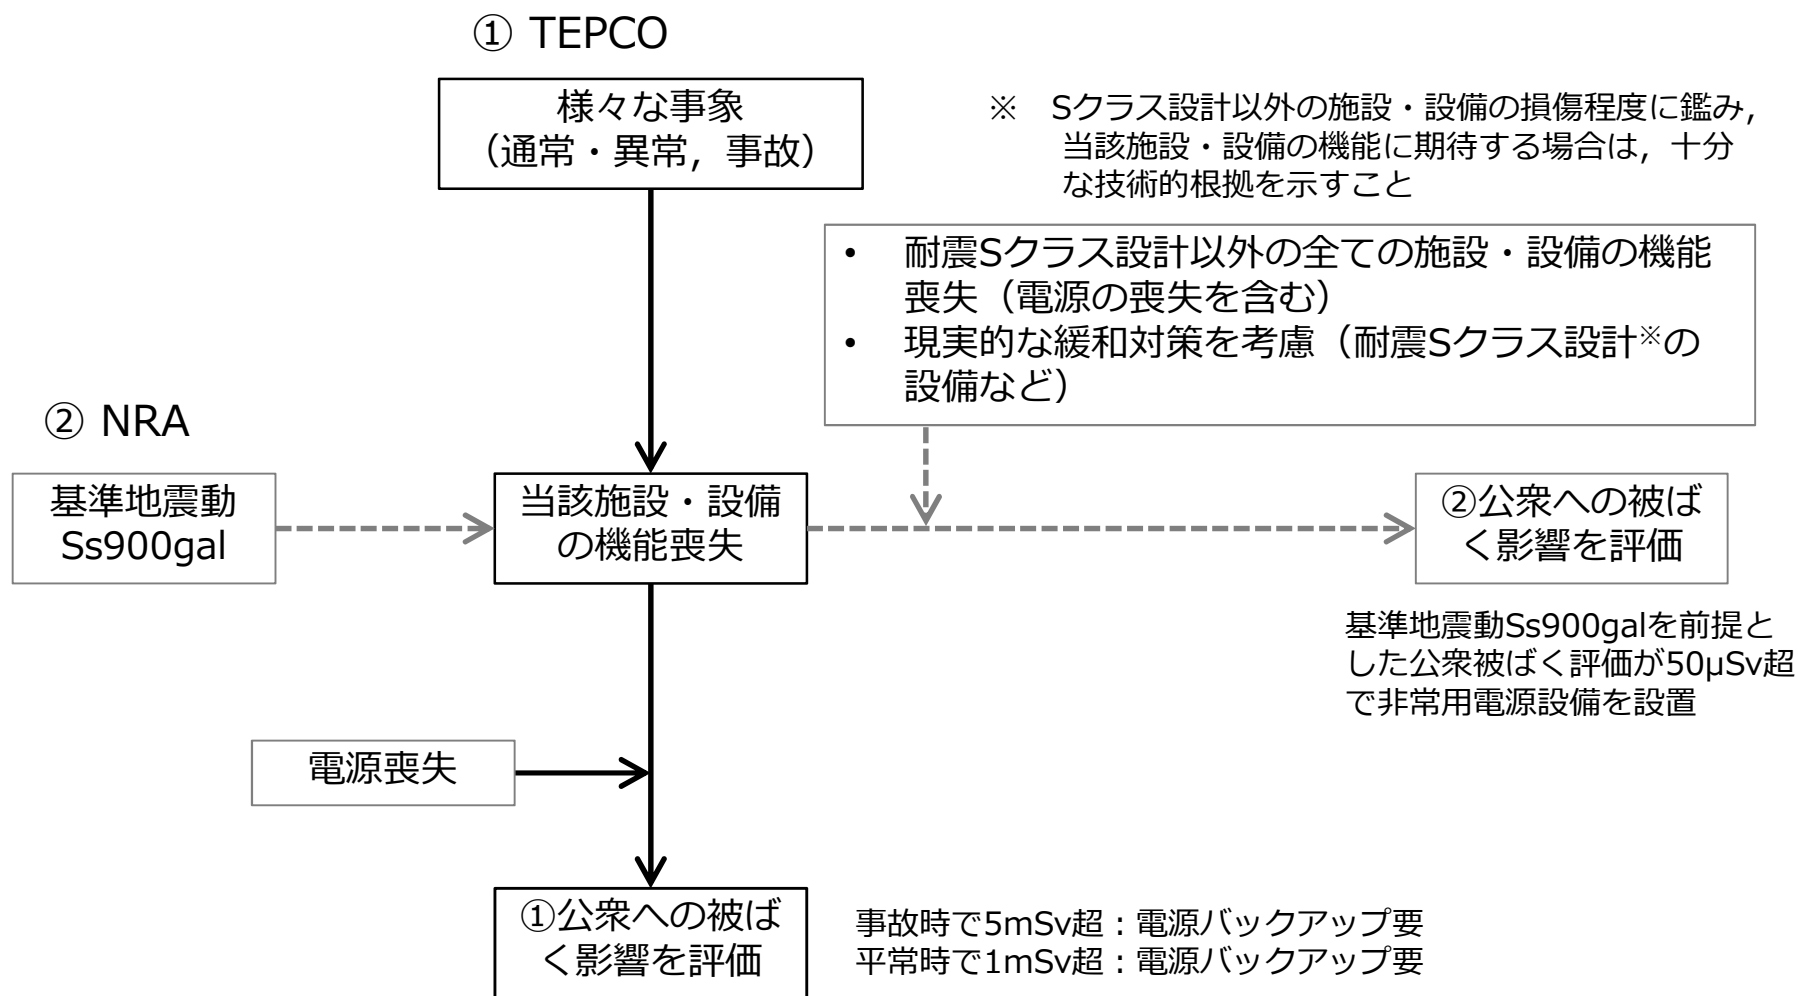 ① TEPCO
様々な事象
（通常・異常，事故）
※　Sクラス設計以外の施設・設備の損傷程度に鑑み，
当該施設・設備の機能に期待する場合は，十分
な技術的根拠を示すこと
• 耐震Sクラス設計以外の全ての施設・設備の機能
喪失（電源の喪失を含む）
• 現実的な緩和対策を考慮（耐震Sクラス設計※の
設備など）
② NRA
基準地震動
Ss900gal
当該施設・設備
の機能喪失
②公衆への被ば
く影響を評価
基準地震動Ss900galを前提と
した公衆被ばく評価が50μSv超
で非常用電源設備を設置
電源喪失
①公衆への被ば
く影響を評価
事故時で5mSv超：電源バックアップ要
平常時で1mSv超：電源バックアップ要